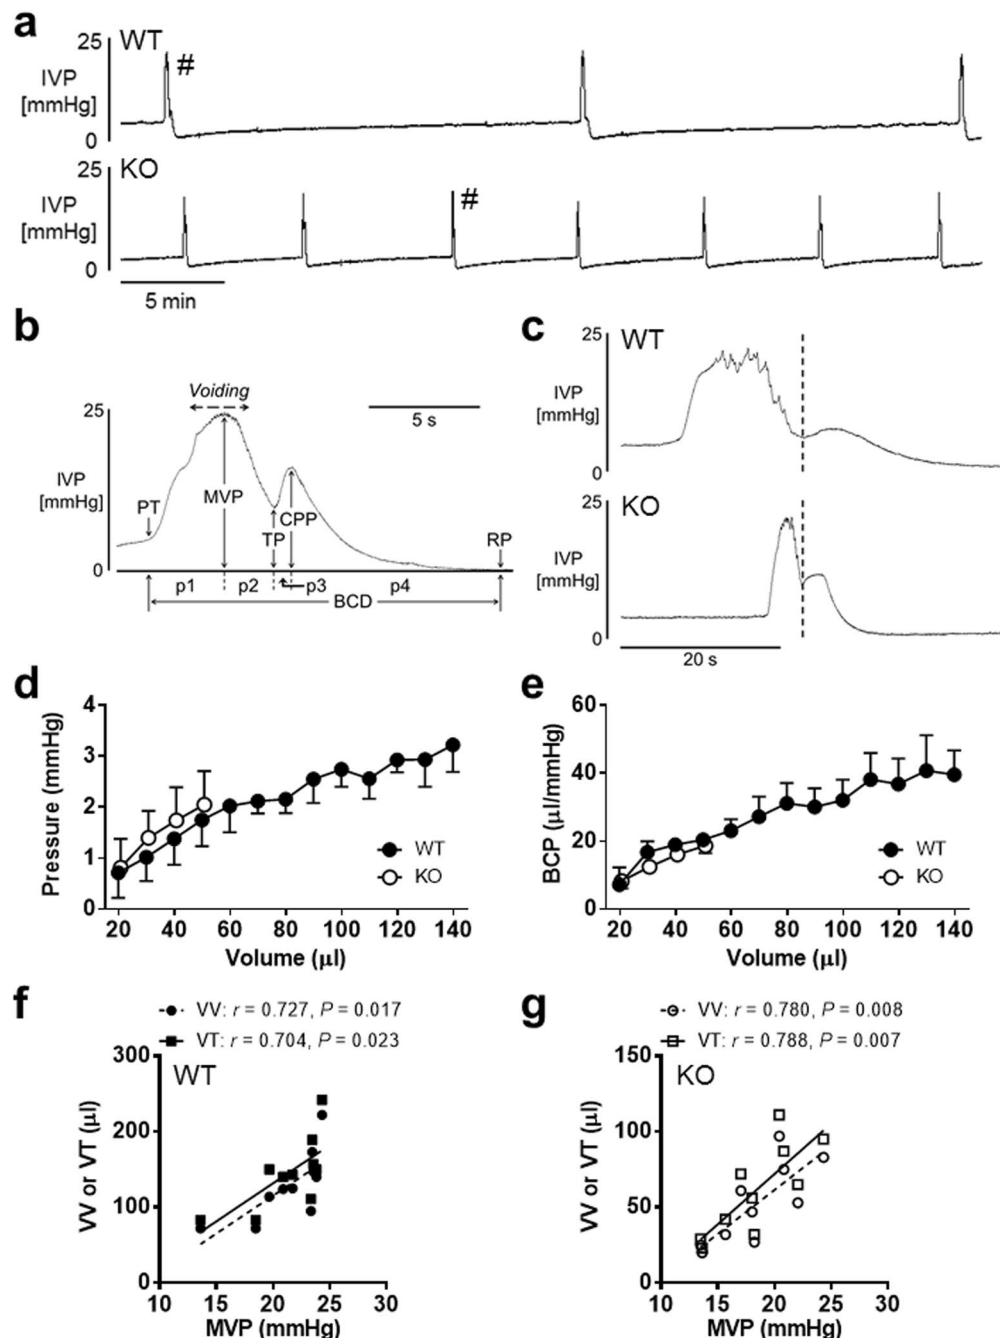 a
WT
25
IVP
[mmHg]
0
#
KO
25
IVP
[mmHg]
0
#
5 min
b
Voiding
25
5 s
IVP
[mmHg]
0
PT
MVP
TP
CPP
RP
p1
p2
p3
p4
BCD
c
WT
25
IVP
[mmHg]
0
KO
25
IVP
[mmHg]
0
20 s
d
Pressure (mmHg)
4
3
2
1
0
WT
KO
20 40 60 80 100 120 140
Volume (μl)
e
BCP (μl/mmHg)
60
40
20
0
WT
KO
20 40 60 80 100 120 140
Volume (μl)
f
VV: r = 0.727, P = 0.017
VT: r = 0.704, P = 0.023
WT
VV or VT (μl)
300
200
100
0
10 15 20 25 30
MVP (mmHg)
g
VV: r = 0.780, P = 0.008
VT: r = 0.788, P = 0.007
KO
VV or VT (μl)
150
100
50
0
10 15 20 25 30
MVP (mmHg)